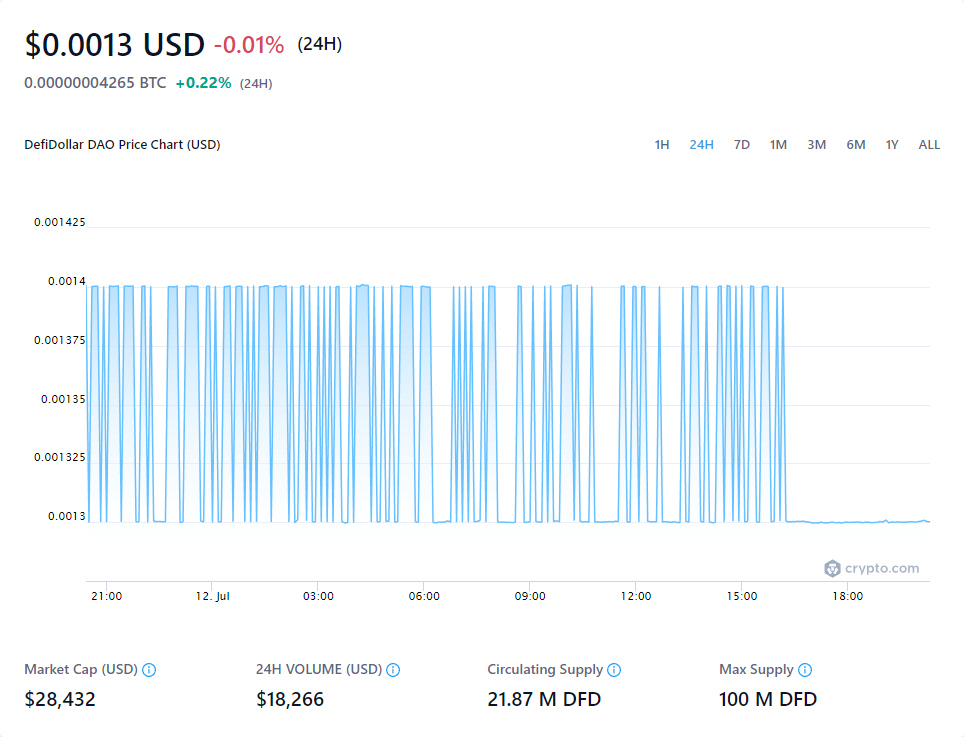 $0.0013 USD -0.01% (24H)
0.00000004265 BTC +0.22% (24H)
DefiDollar DAO Price Chart (USD) 1H 24H 7D 1M 3M 6M 1Y ALL
0.001425
0.0014
0.001375
0.00135
0.001325
0.0013
crypto.com
21:00 12. Jul 03:00 06:00 09:00 12:00 15:00 18:00
Market Cap (USD) 24H VOLUME (USD) Circulating Supply Max Supply
$28,432 $18,266 21.87 M DFD 100 M DFD